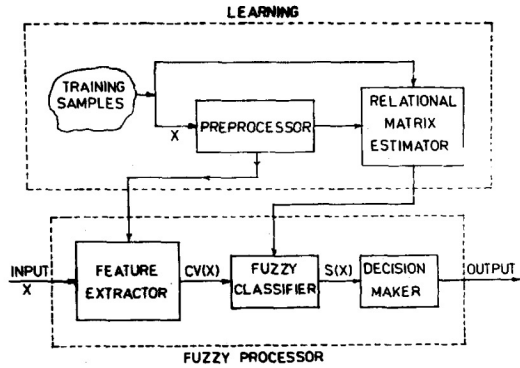 LEARNING
TRAINING
SAMPLES
X
PREPROCESSOR
RELATIONAL
MATRIX
ESTIMATOR
INPUT
X
FEATURE
EXTRACTOR
CV(X)
FUZZY
CLASSIFIER
S(X)
DECISION
MAKER
OUTPUT
FUZZY PROCESSOR